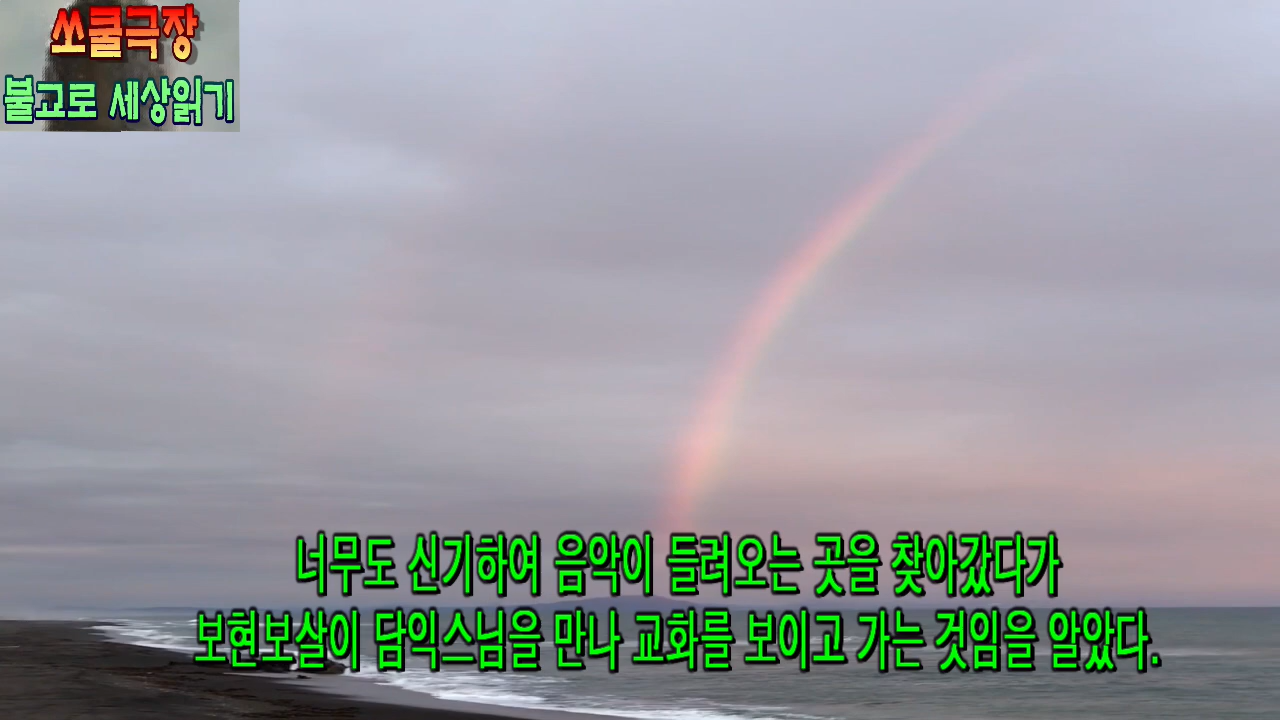 쏘쿨극장
불교로 세상읽기
너무도 신기하여 음악이 들려오는 곳을 찾아갔다가
보현보살이 담익스님을 만나 교화를 보이고 가는 것임을 알았다.